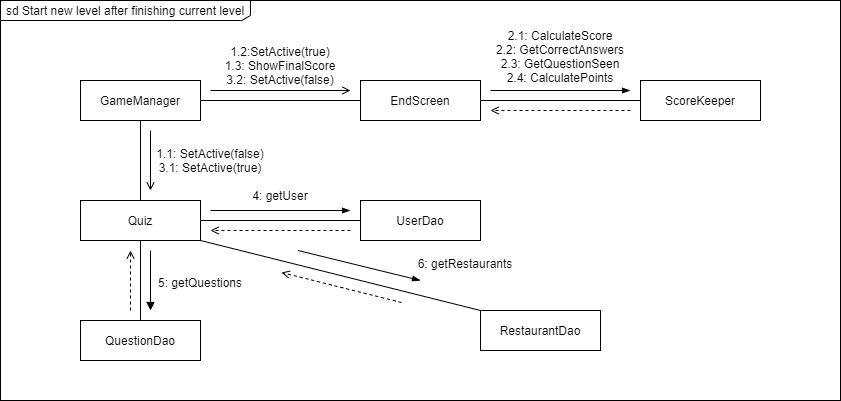 sd Start new level after finishing current level
1.2:SetActive(true)
1.3: ShowFinalScore
3.2: SetActive(false)
2.1: CalculateScore
2.2: GetCorrectAnswers
2.3: GetQuestionSeen
2.4: CalculatePoints
GameManager
EndScreen
ScoreKeeper
1.1: SetActive(false)
3.1: SetActive(true)
4: getUser
Quiz
UserDao
6: getRestaurants
5: getQuestions
QuestionDao
RestaurantDao